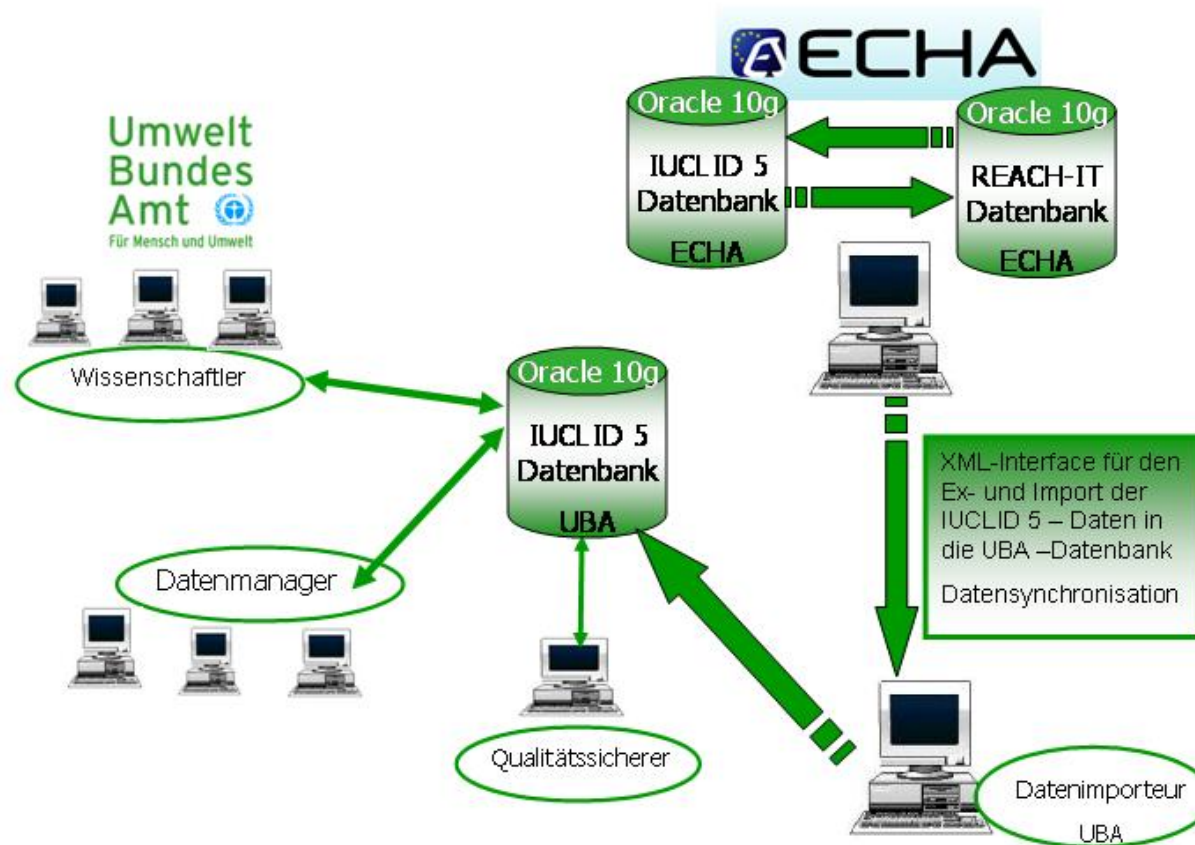 ECHA
Oracle 10g
IUCLID 5
Datenbank
ECHA
Oracle 10g
REACH-IT
Datenbank
ECHA
Umwelt
Bundes
Amt
Für Mensch und Umwelt
Wissenschaftler
Oracle 10g
IUCLID 5
Datenbank
UBA
XML-Interface für den
Ex- und Import der
IUCLID 5 – Daten in
die UBA –Datenbank
Datensynchronisation
Datenmanager
Qualitätssicherer
Datenimporteur
UBA